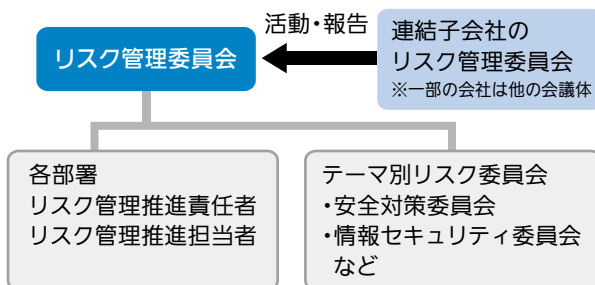 活動・報告
リスク管理委員会
連結子会社の
リスク管理委員会
※一部の会社は他の会議体
各部署
リスク管理推進責任者
リスク管理推進担当者
テーマ別リスク委員会
・安全対策委員会
・情報セキュリティ委員会
など